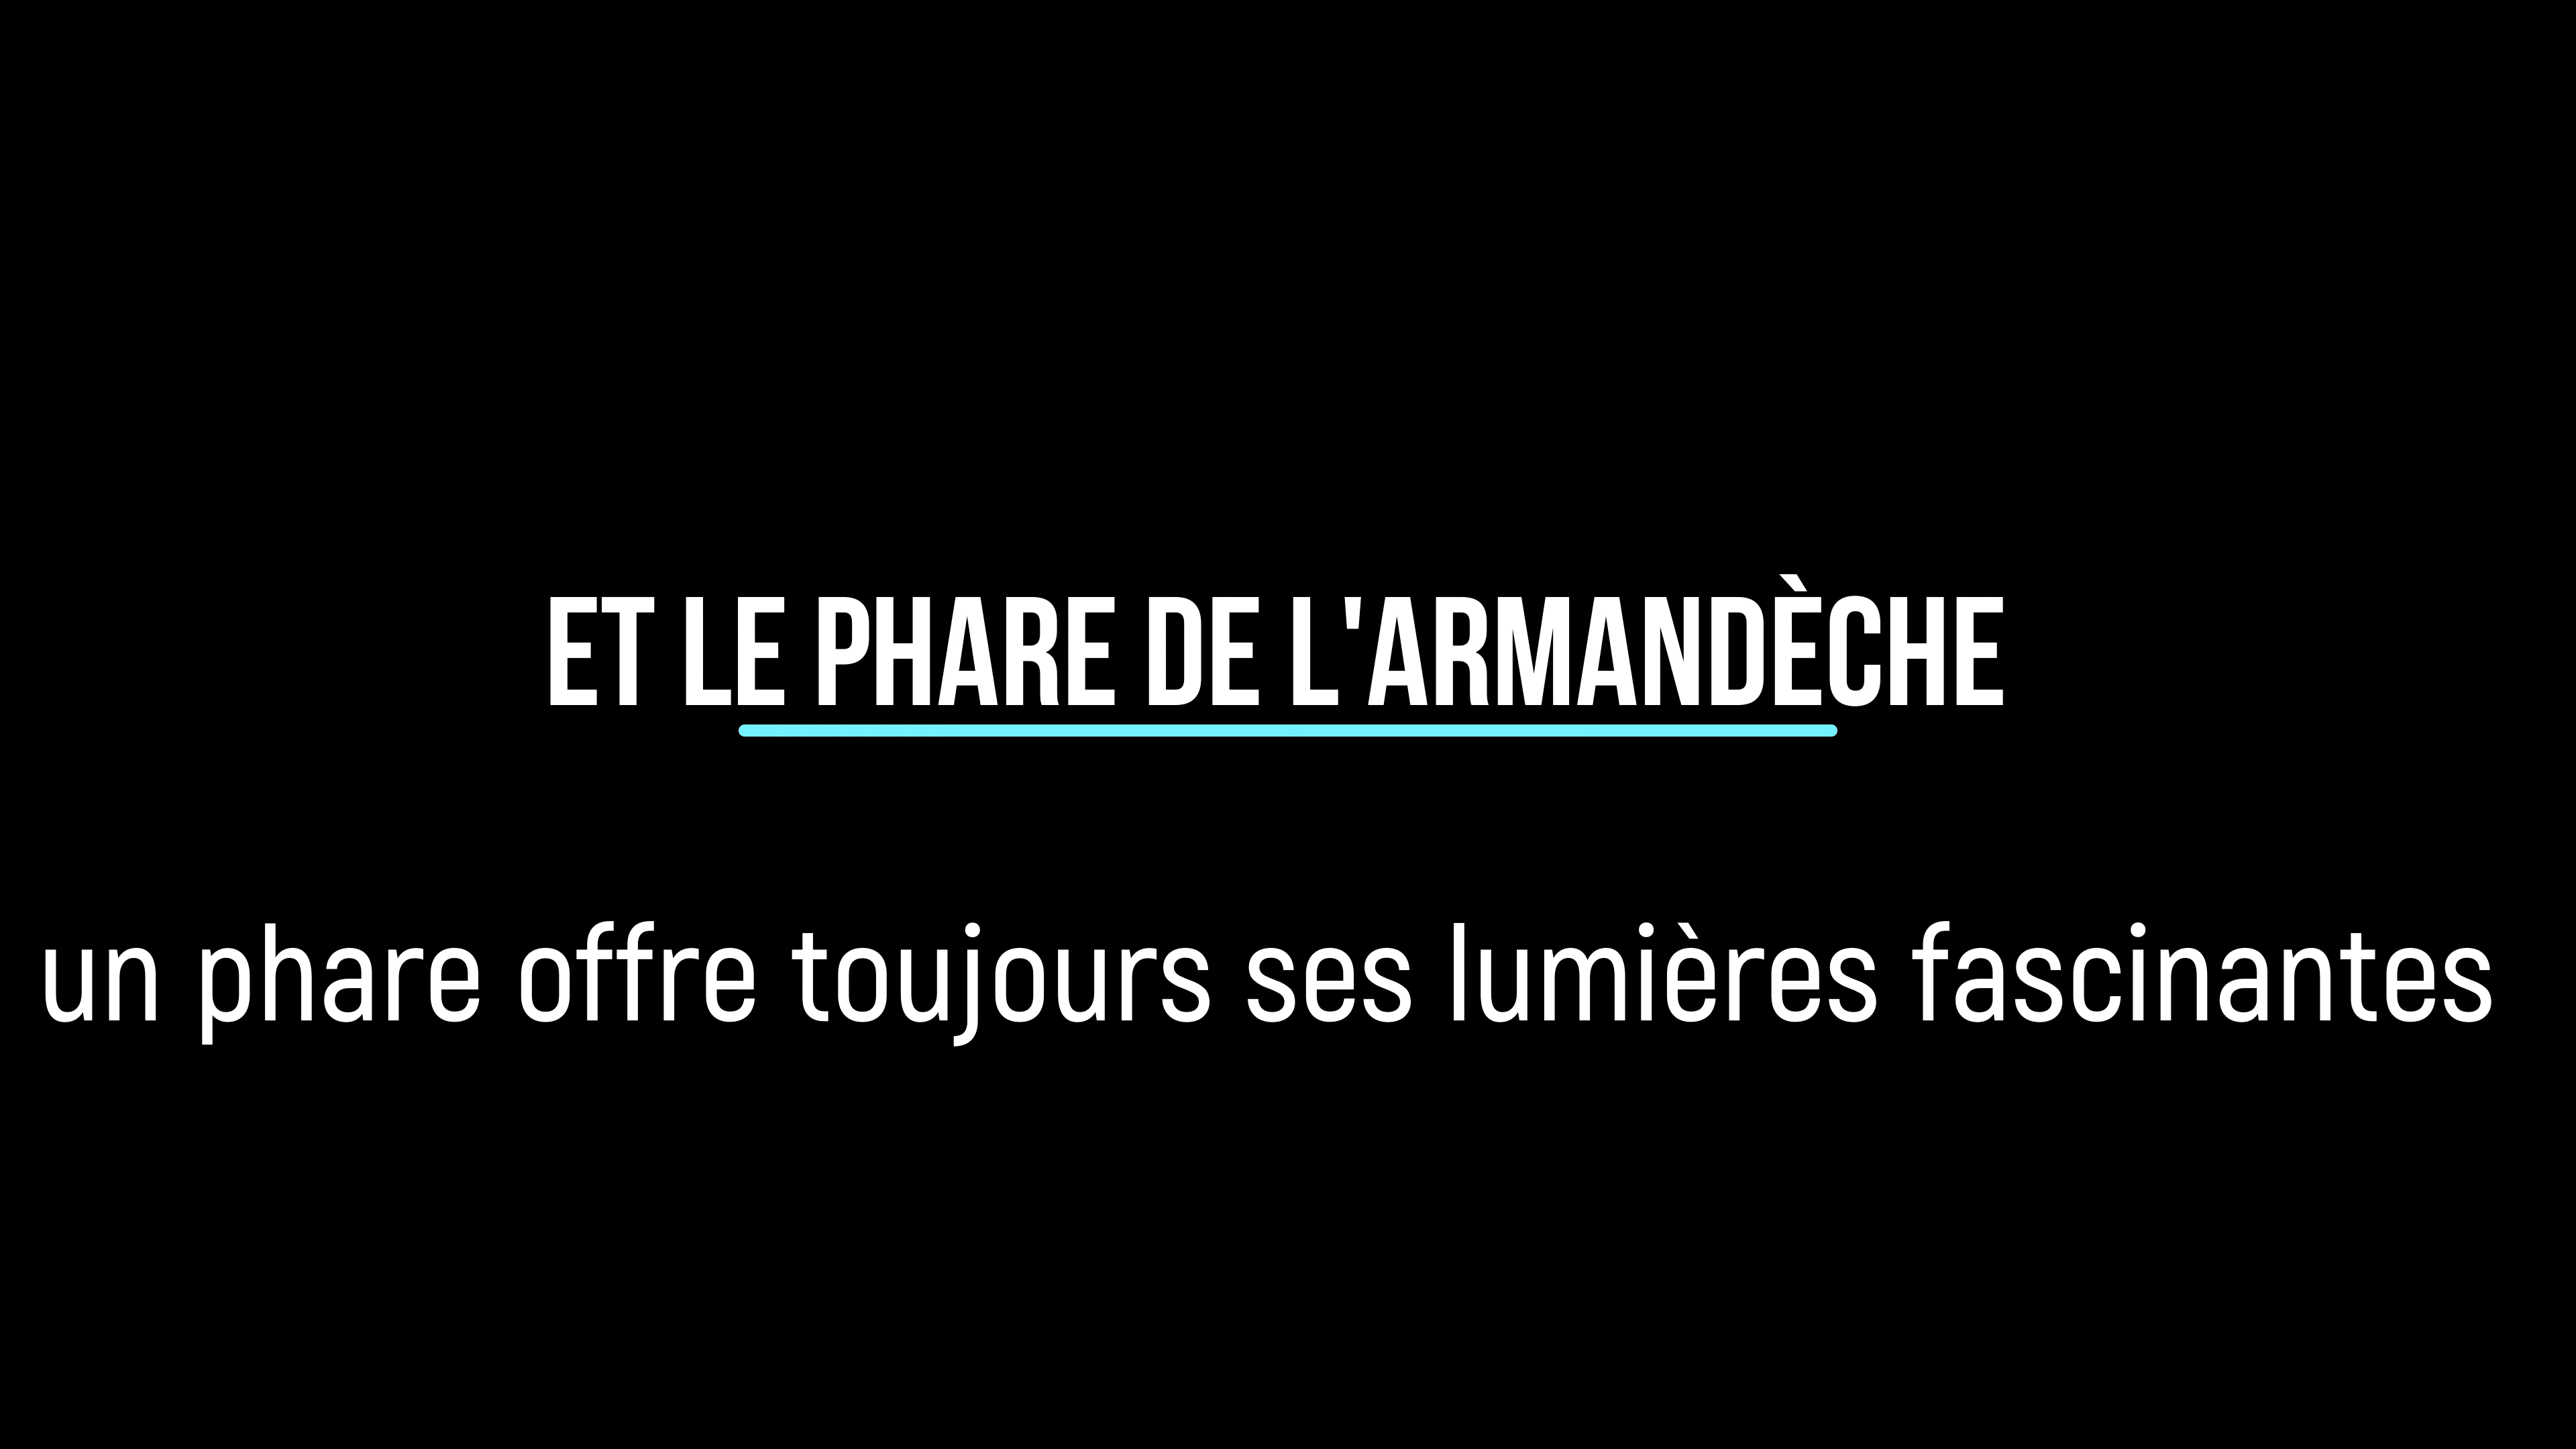 ET LE PHARE DE L'ARMANDÈCHE
un phare offre toujours ses lumières fascinantes